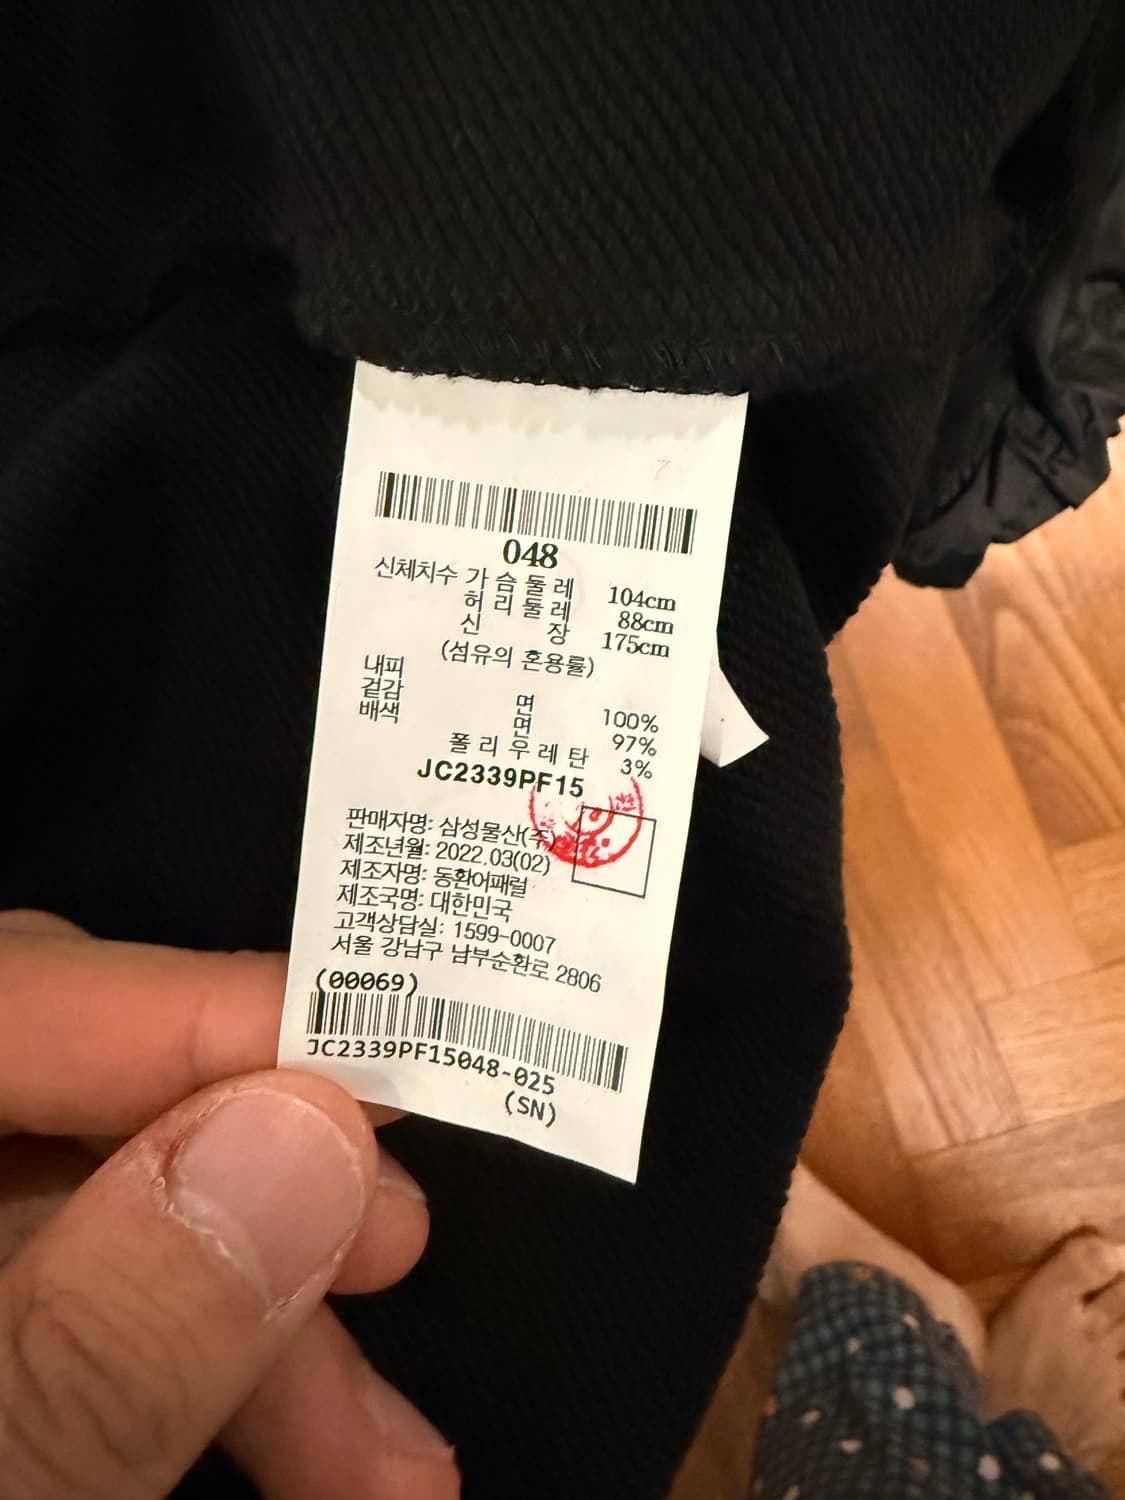 048
신체치수 가 슴 둘 레 104cm
허 리 둘 레 88cm
신 장 175cm
(섬유의 혼용률)
내피
겉감 면 100%
배색 면 97%
폴 리 우 레 탄 3%
JC2339PF15
판매자명: 삼성물산(주)
제조년월: 2022.03(02)
제조자명: 동환어패럴
제조국명: 대한민국
고객상담실: 1599-0007
서울 강남구 남부순환로 2806
(00069)
JC2339PF15048-025
(SN)